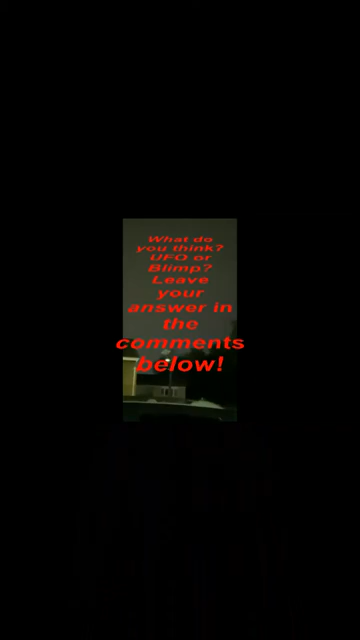 What do
you think?
UFO or
Blimp?
Leave
your
answer in
the
comments
below!